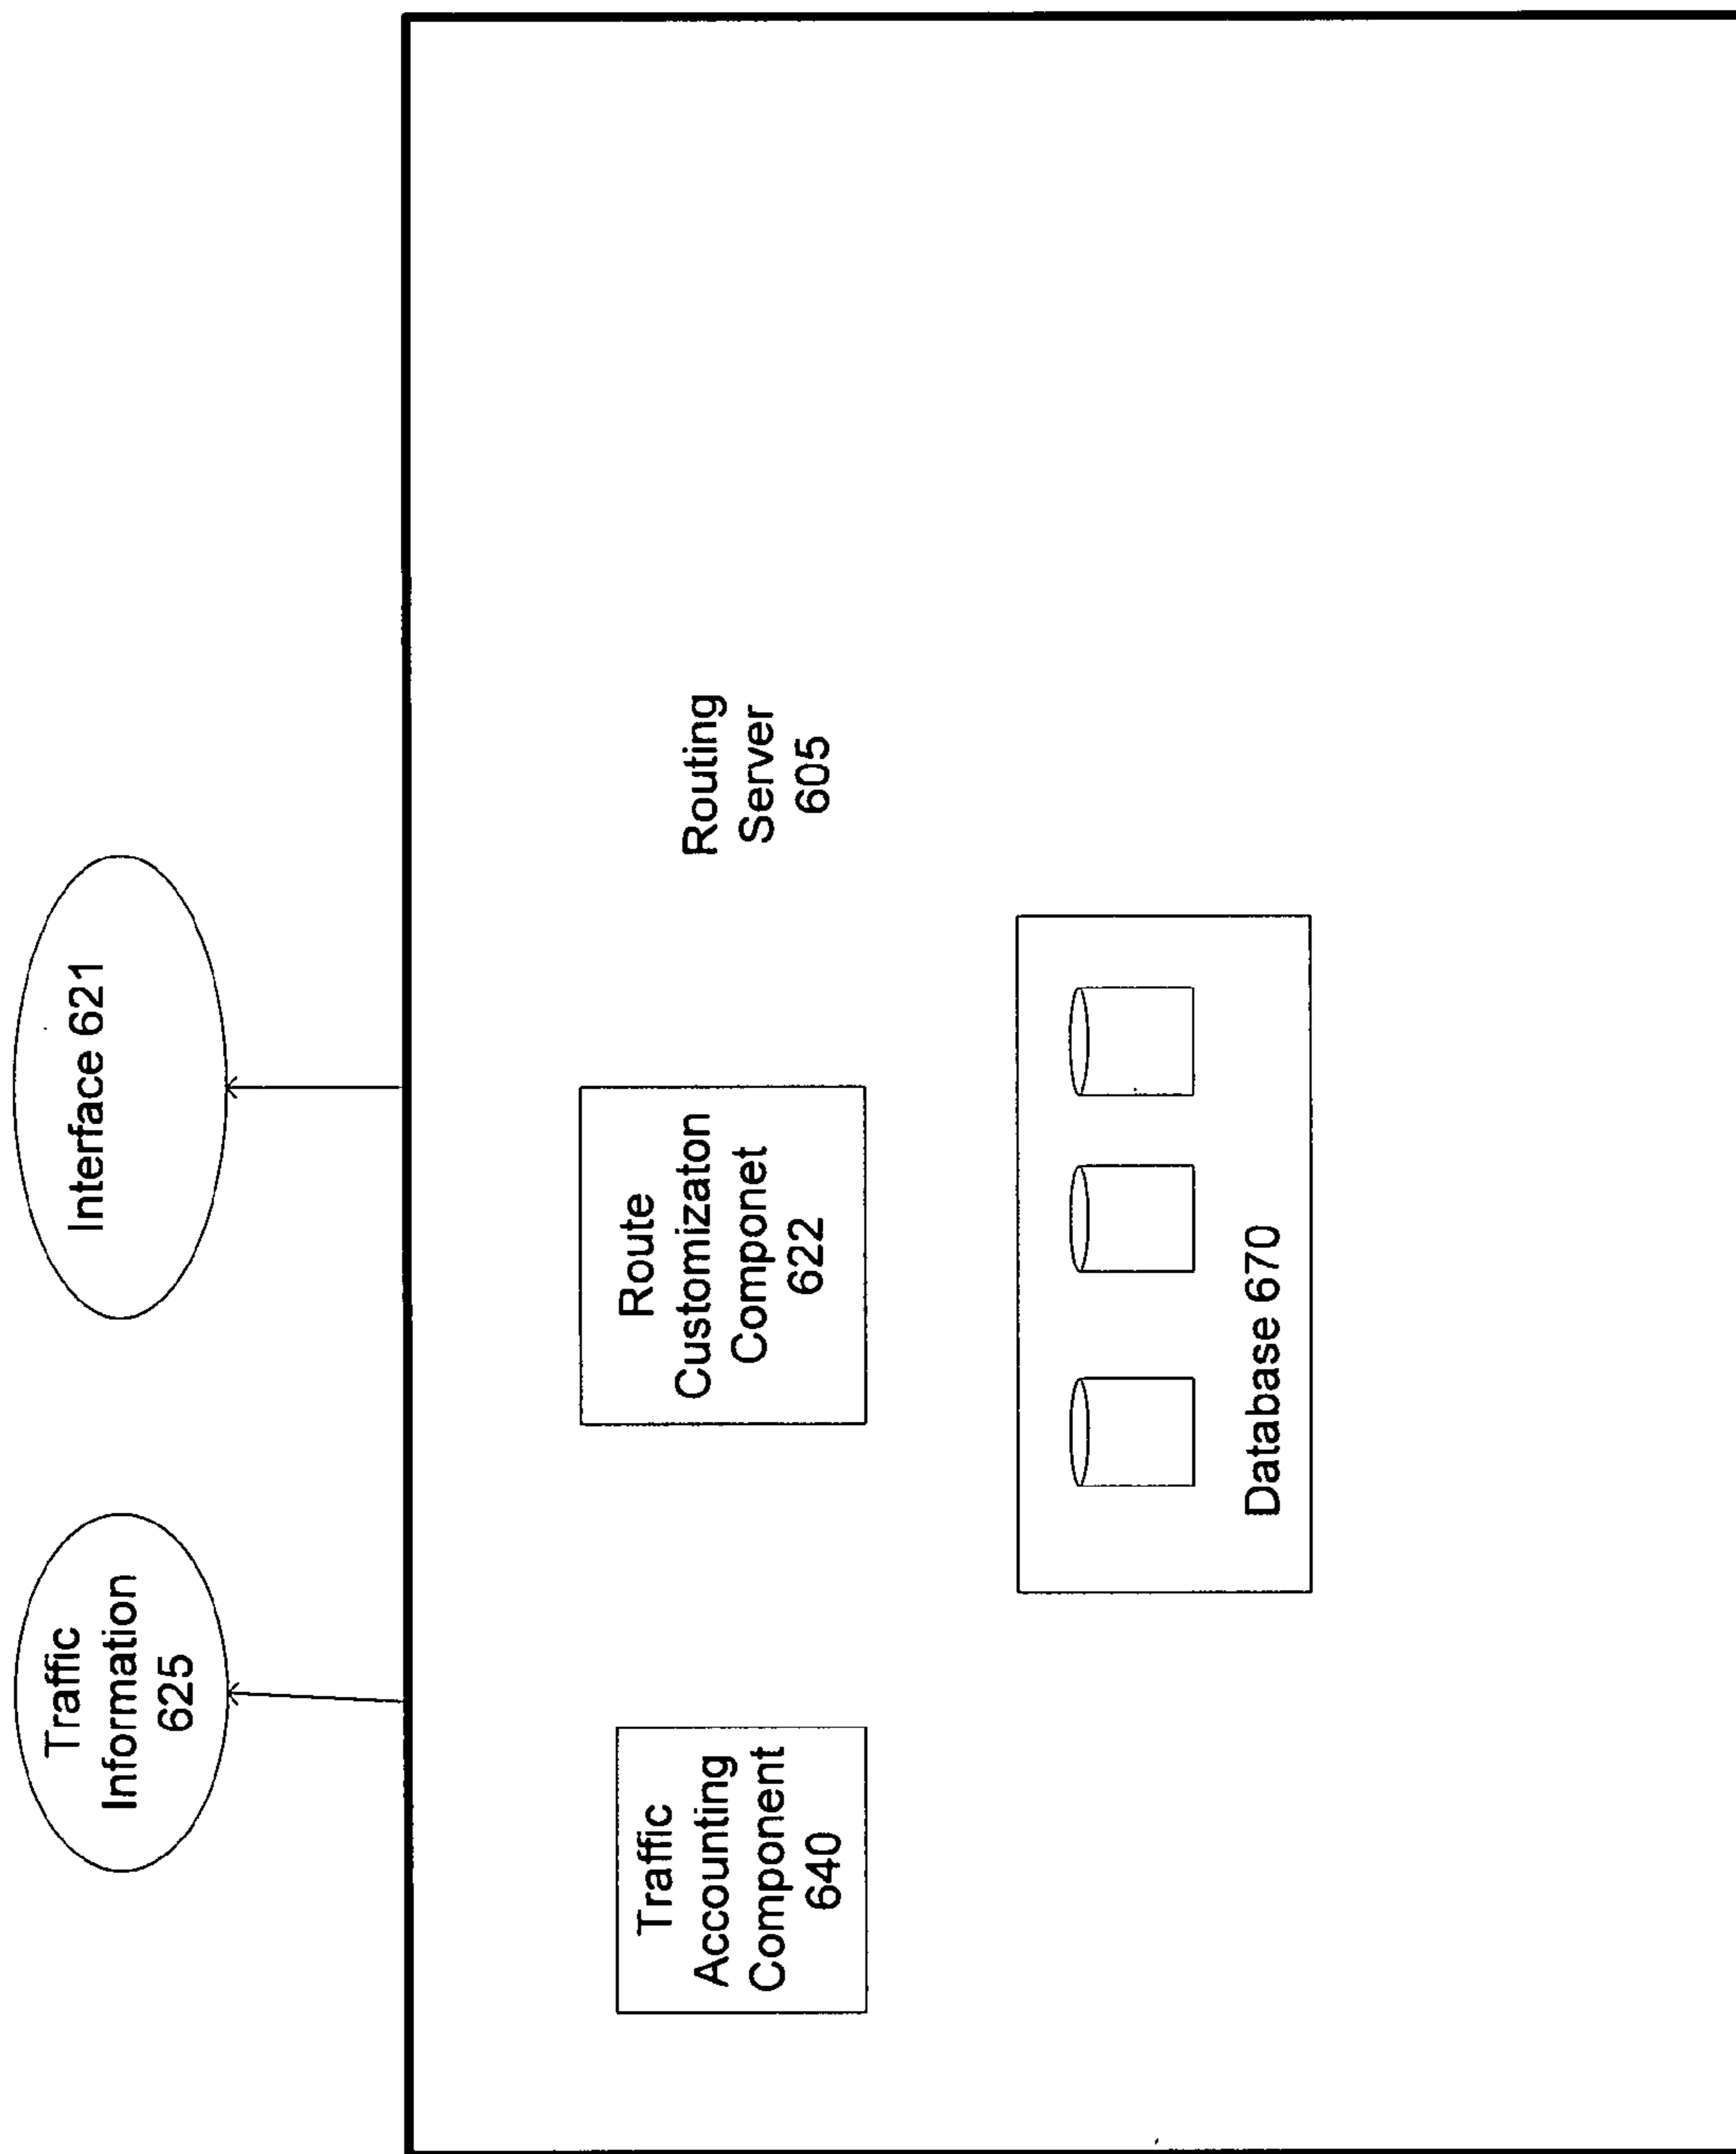 Traffic
Information
625
Interface 621
Traffic
Accounting
Component
640
Route
Customizaton
Componet
622
Routing
Server
605
Database 670